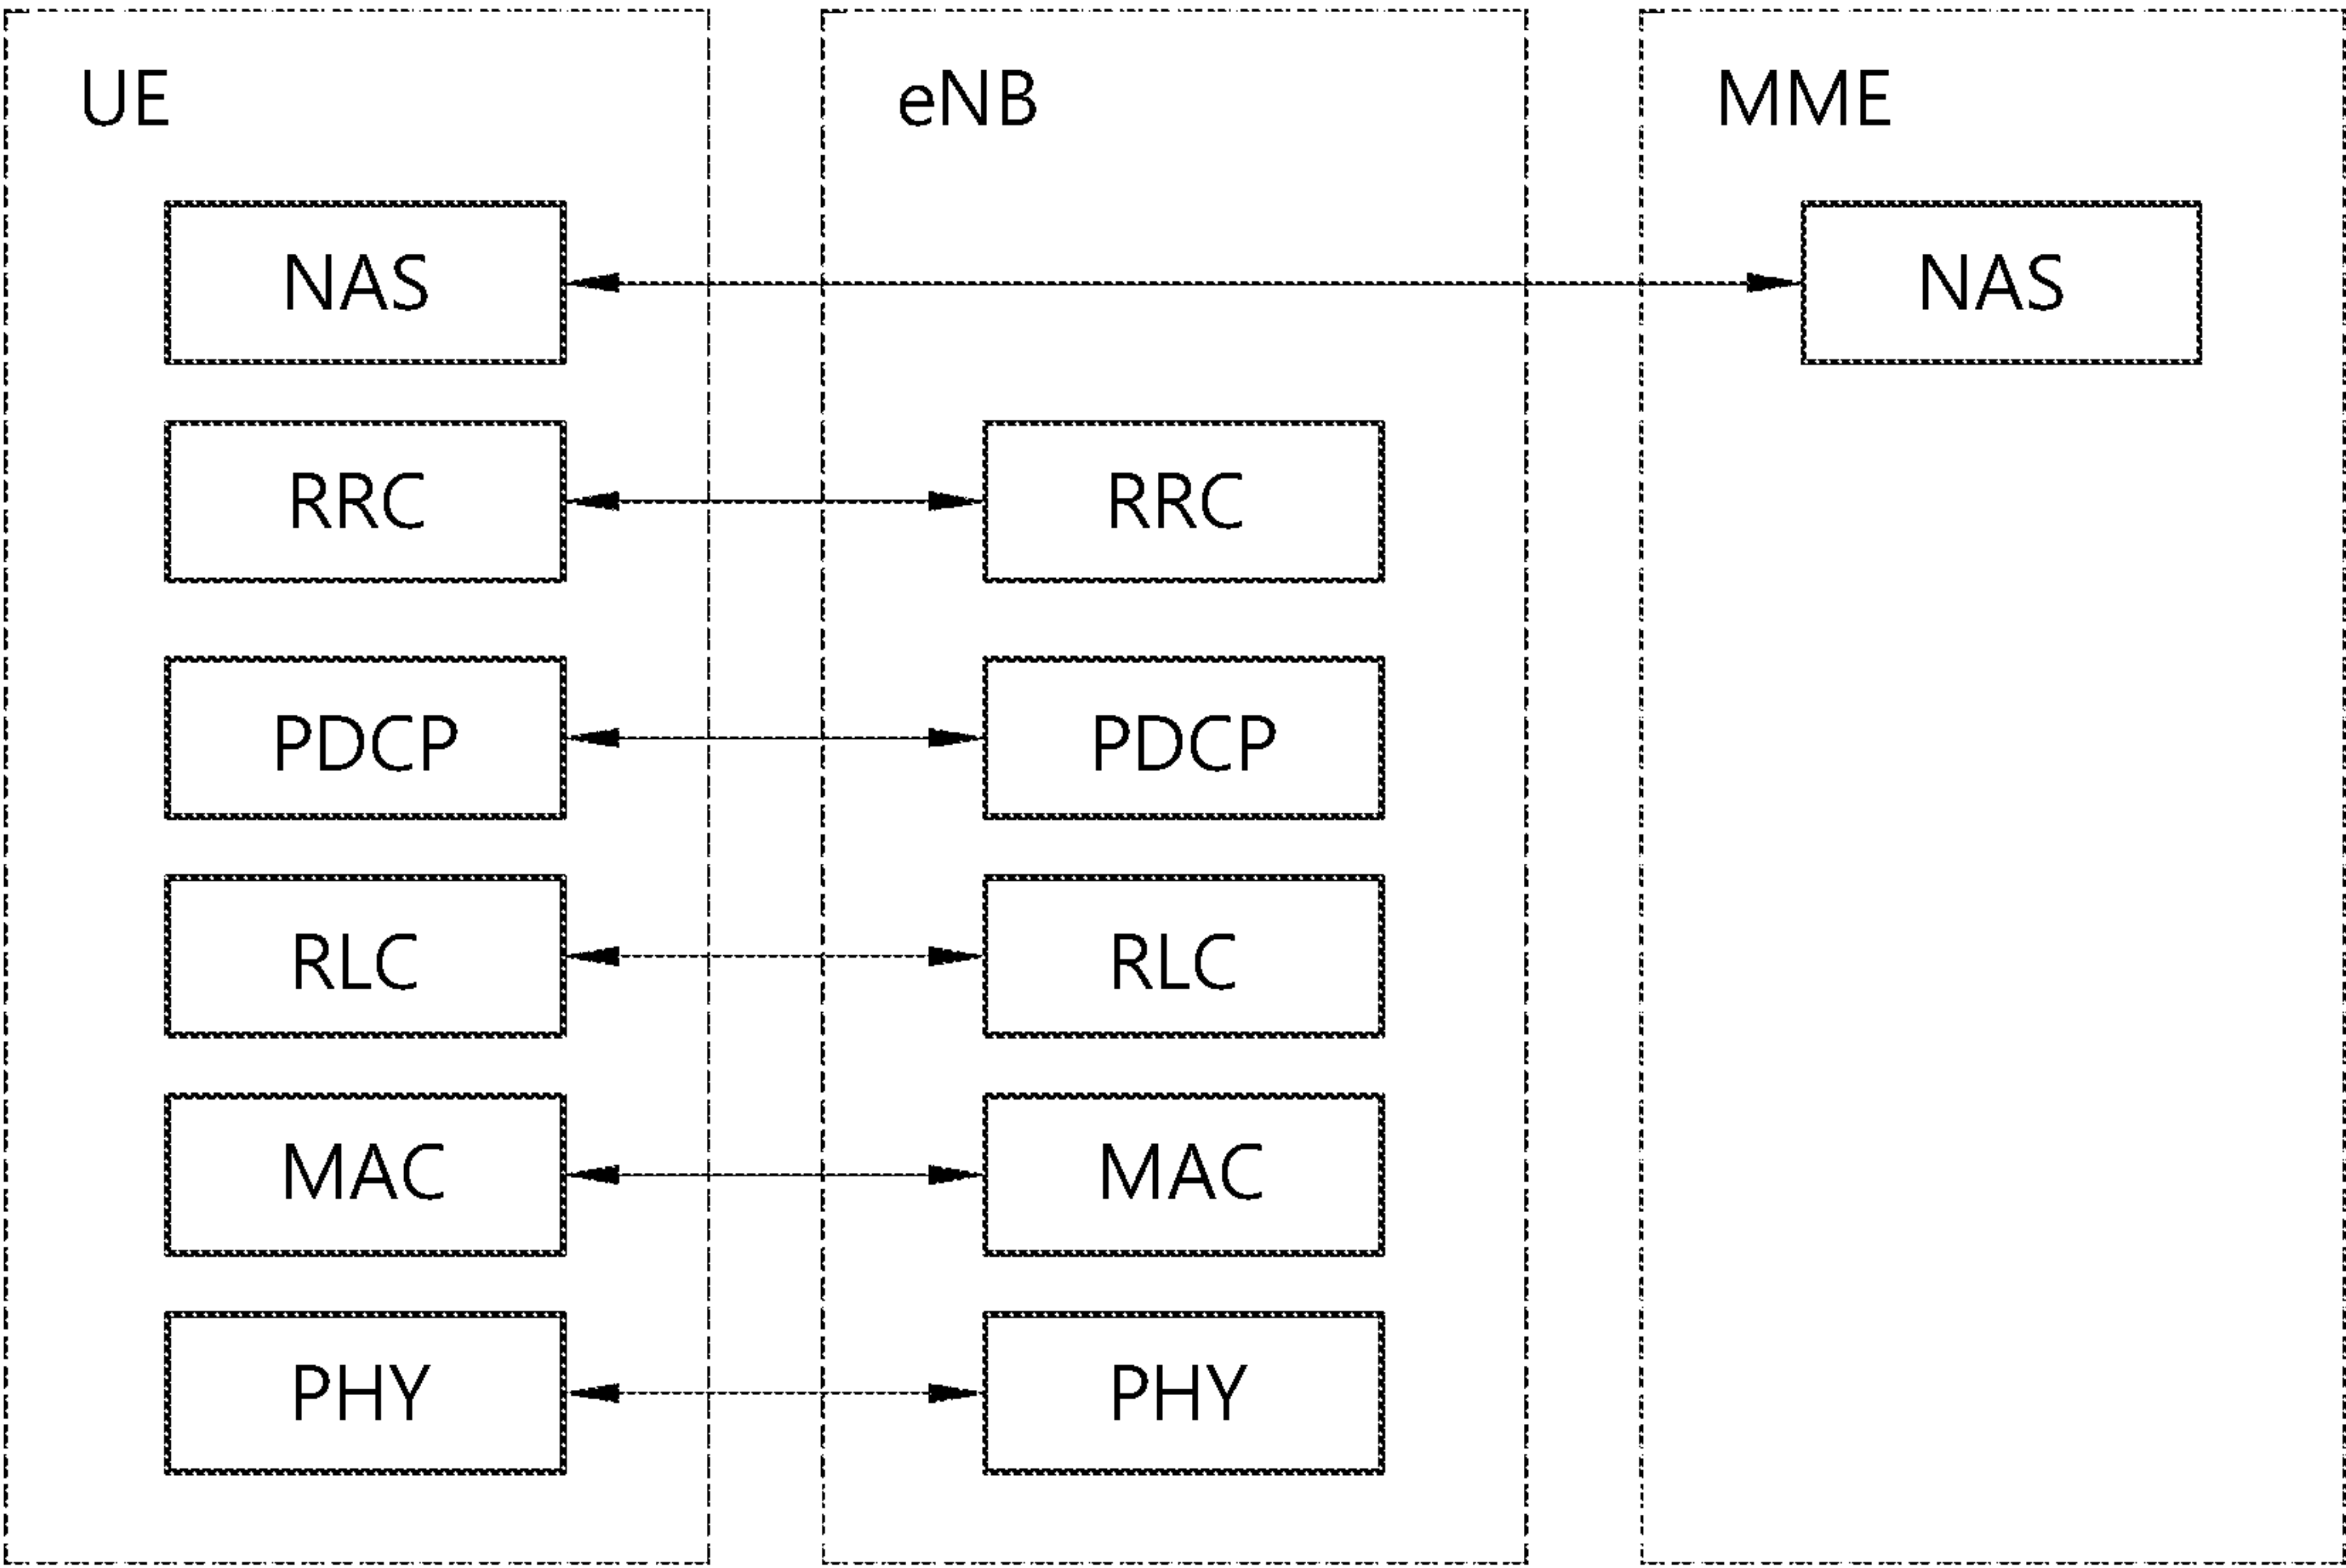 UE
eNB
MME
NAS
NAS
RRC
RRC
PDCP
PDCP
RLC
RLC
MAC
MAC
PHY
PHY